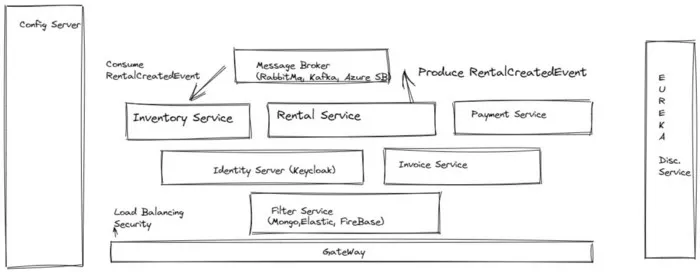 Config Server
Consume
RentalCreatedEvent
Message Broker
(RabbitMa, Kafka, Azure SB)
Produce RentalCreatedEvent
Inventory Service
Rental Service
Payment Service
Identity Server (Keycloak)
Invoice Service
Load Balancing
Security
Filter Service
(Mongo,Elastic, FireBase)
GateWay
E
U
R
E
K
A
Disc.
Service